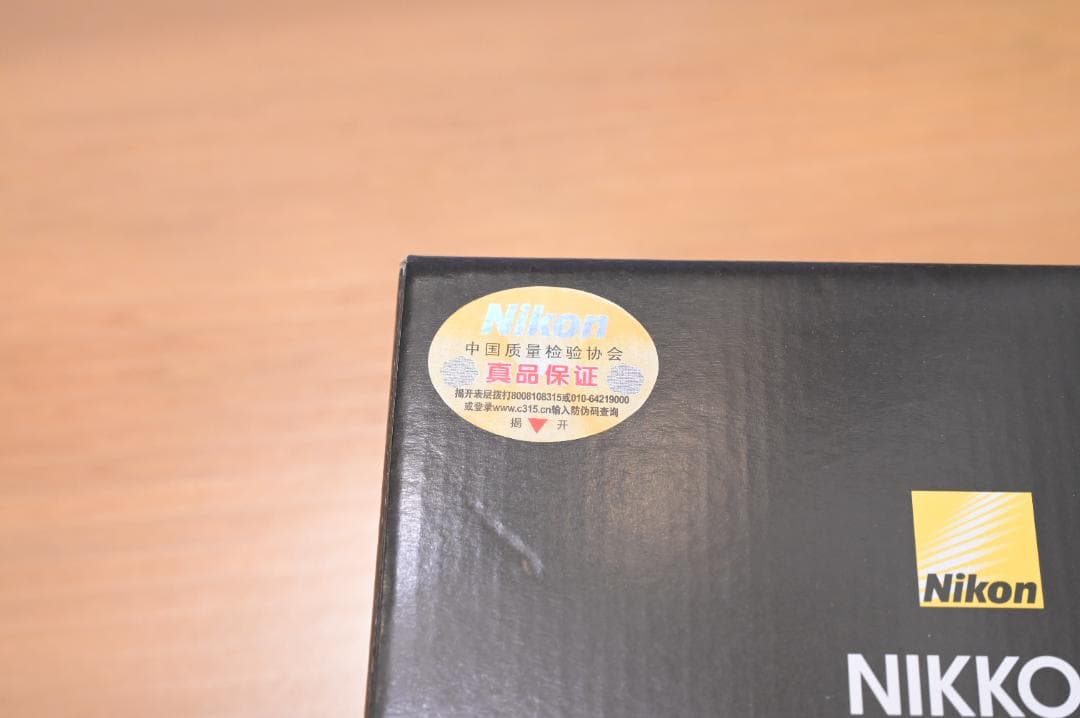 Nikon
中国质量检验协会
真品保证
揭开表层拨打8008108315或010-64219000
或登录www.c315.cn输入防伪码查询
揭 开
Nikon
NIKKO